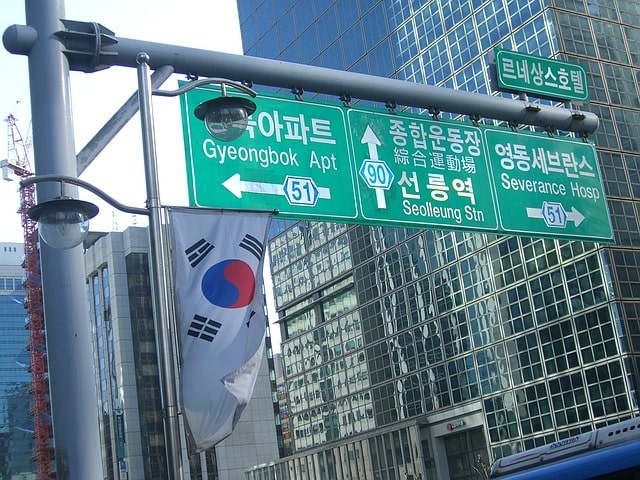 르네상스호텔
아파트
Gyeongbok Apt
51
종합운동장
綜合運動場
90
선릉역
Seolleung Stn
영동세브란스
Severance Hosp
51